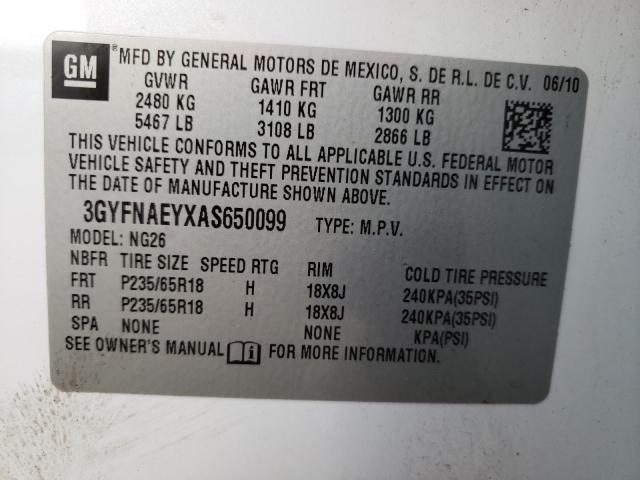 GM ® MFD BY GENERAL MOTORS DE MEXICO, S. DE R.L. DE C.V. 06/10
GVWR GAWR FRT GAWR RR
2480 KG 1410 KG 1300 KG
5467 LB 3108 LB 2866 LB
THIS VEHICLE CONFORMS TO ALL APPLICABLE U.S. FEDERAL MOTOR
VEHICLE SAFETY AND THEFT PREVENTION STANDARDS IN EFFECT ON
THE DATE OF MANUFACTURE SHOWN ABOVE.
3GYFNAEYXAS650099 TYPE: M.P.V.
MODEL: NG26
NBFR TIRE SIZE SPEED RTG RIM COLD TIRE PRESSURE
FRT P235/65R18 H 18X8J 240KPA(35PSI)
RR P235/65R18 H 18X8J 240KPA(35PSI)
SPA NONE NONE KPA(PSI)
SEE OWNER'S MANUAL FOR MORE INFORMATION.